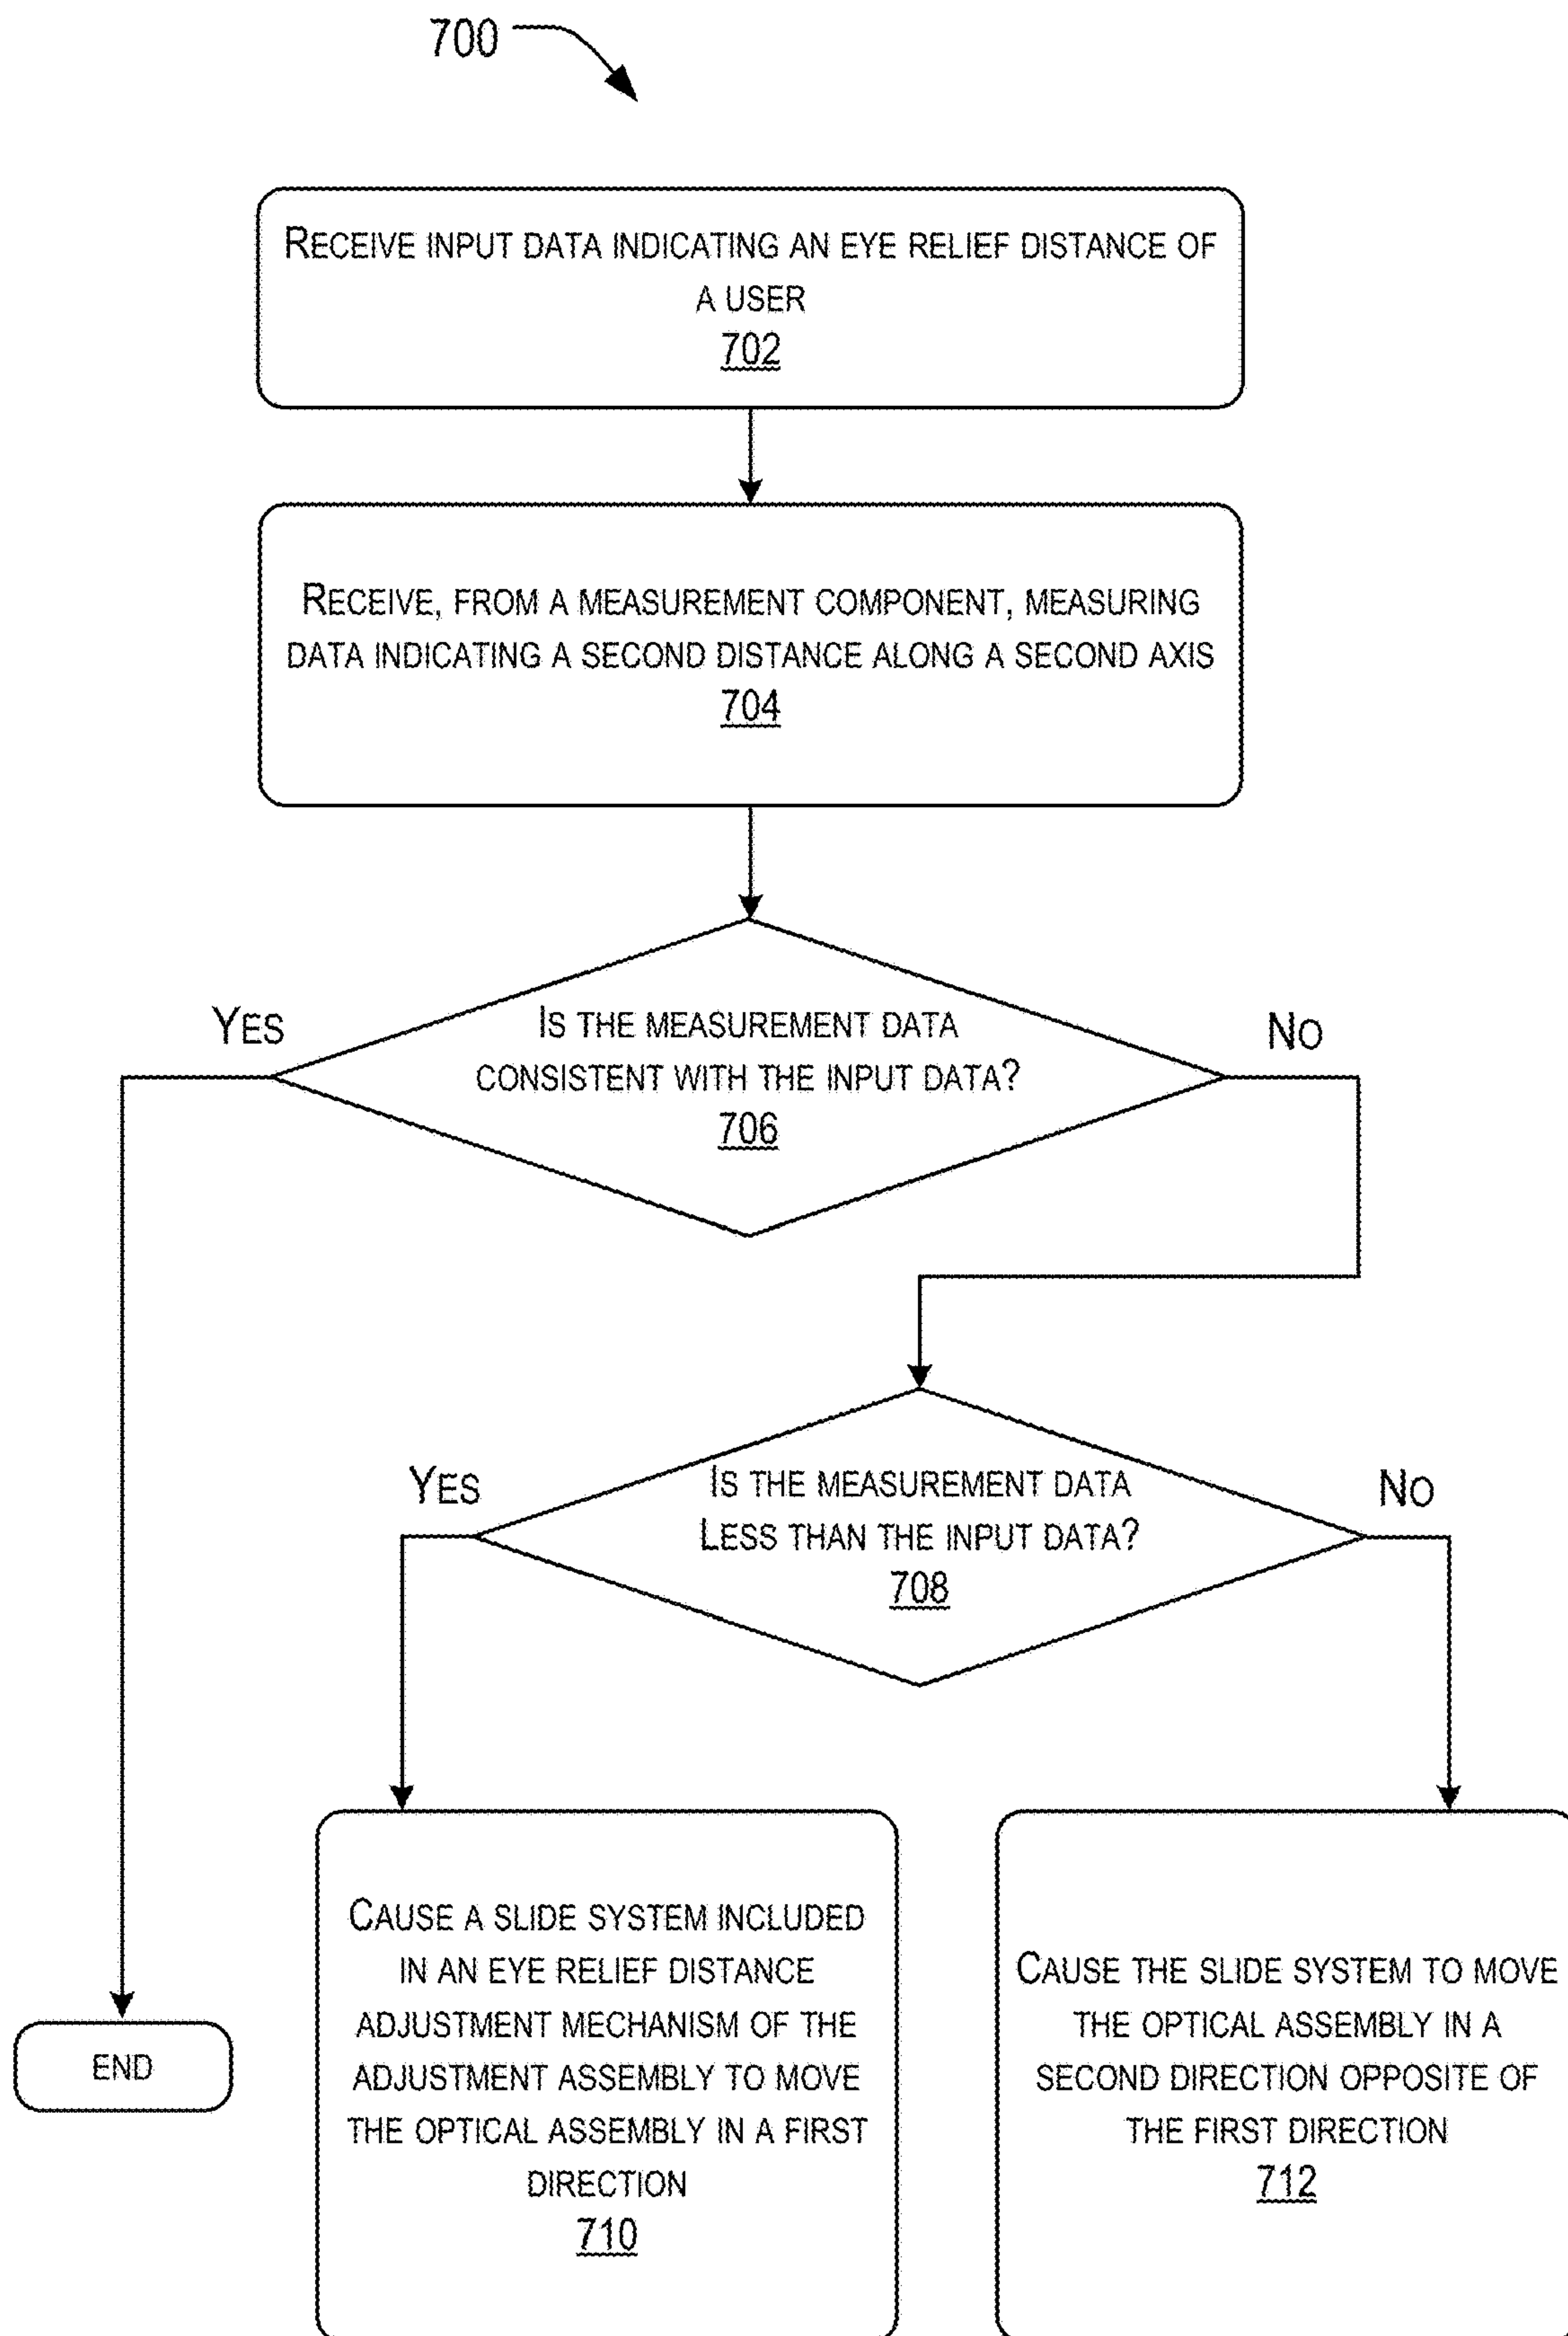 700
Receive input data indicating an eye relief distance of
a user
702
Receive, from a measurement component, measuring
data indicating a second distance along a second axis
704
Yes
Is the measurement data
consistent with the input data?
706
No
Yes
Is the measurement data
Less than the input data?
708
No
end
Cause a slide system included
in an eye relief distance
adjustment mechanism of the
adjustment assembly to move
the optical assembly in a first
direction
710
Cause the slide system to move
the optical assembly in a
second direction opposite of
the first direction
712